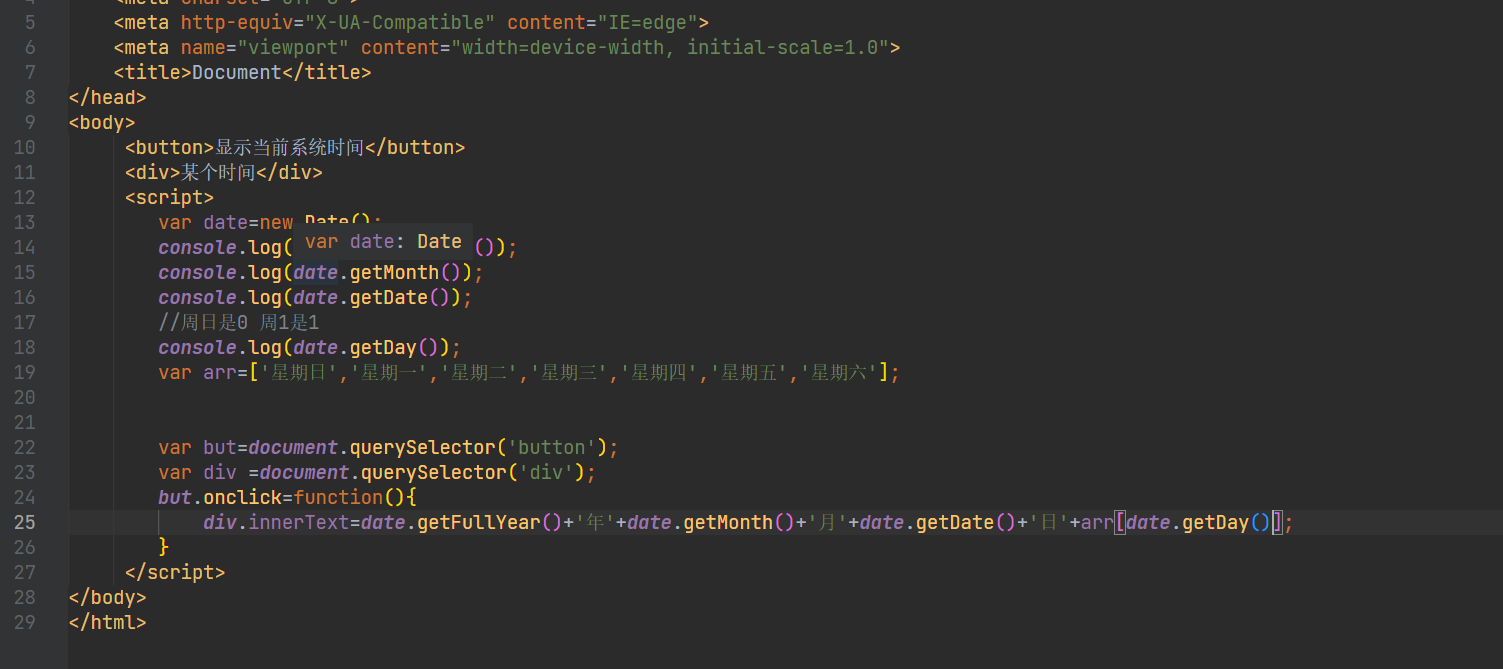 5 <meta http-equiv="X-UA-Compatible" content="IE=edge">
6 <meta name="viewport" content="width=device-width, initial-scale=1.0">
7 <title>Document</title>
8 </head>
9 <body>
10 <button>显示当前系统时间</button>
11 <div>某个时间</div>
12 <script>
13 var date=new Date();
14 console.log( ());
var date: Date
15 console.log(date.getMonth());
16 console.log(date.getDate());
17 //周日是0 周1是1
18 console.log(date.getDay());
19 var arr=['星期日','星期一','星期二','星期三','星期四','星期五','星期六'];
20
21
22 var but=document.querySelector('button');
23 var div =document.querySelector('div');
24 but.onclick=function(){
25 div.innerText=date.getFullYear()+'年'+date.getMonth()+'月'+date.getDate()+'日'+arr[date.getDay()];
26 }
27 </script>
28 </body>
29 </html>